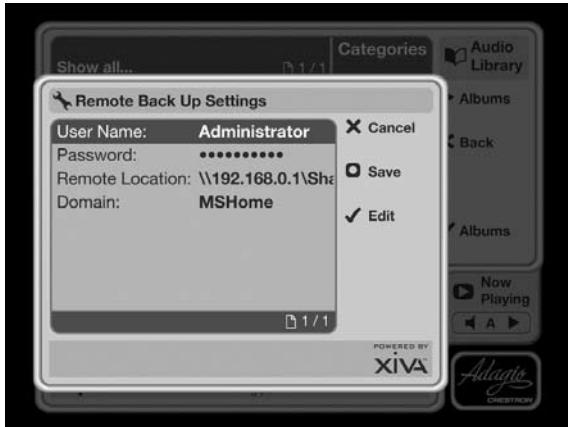 Categories
Show all...
1/1
Audio
Library
Albums
Back
Albums
Now
Playing
A
Remote Back Up Settings
User Name: Administrator
Password: ••••••••••
Remote Location: \\192.168.0.1\Sha
Domain: MSHome
1/1
Cancel
Save
Edit
POWERED BY
XIVA
Adagio
CRESTRON